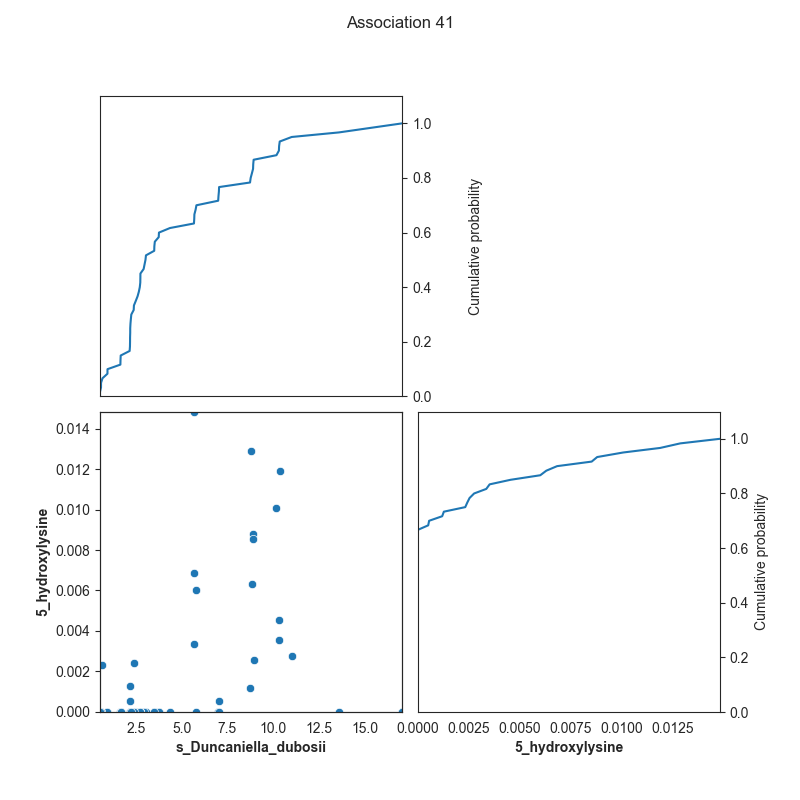 Association 41
1.0
0.8
0.6
0.4
0.2
0.0
Cumulative probability
0.014
0.012
0.010
0.008
0.006
0.004
0.002
0.000
5_hydroxylysine
2.5 5.0 7.5 10.0 12.5 15.0
s_Duncaniella_dubosii
1.0
0.8
0.6
0.4
0.2
0.0
Cumulative probability
0.0000 0.0025 0.0050 0.0075 0.0100 0.0125
5_hydroxylysine